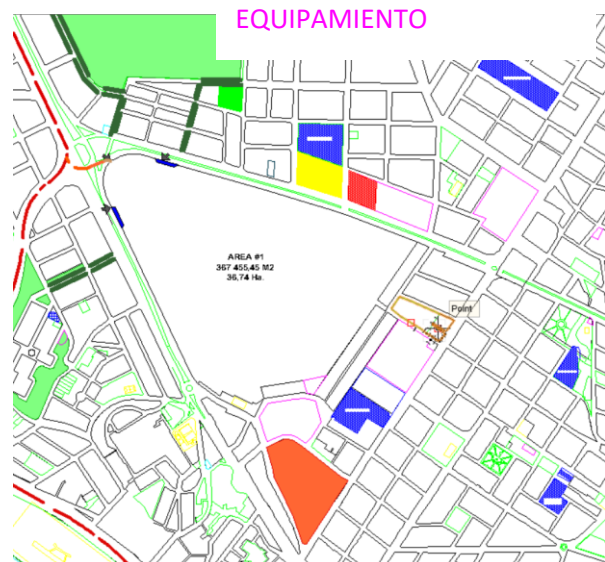 EQUIPAMIENTO
AREA #1
367 455,45 M2
36,74 Ha.
Point